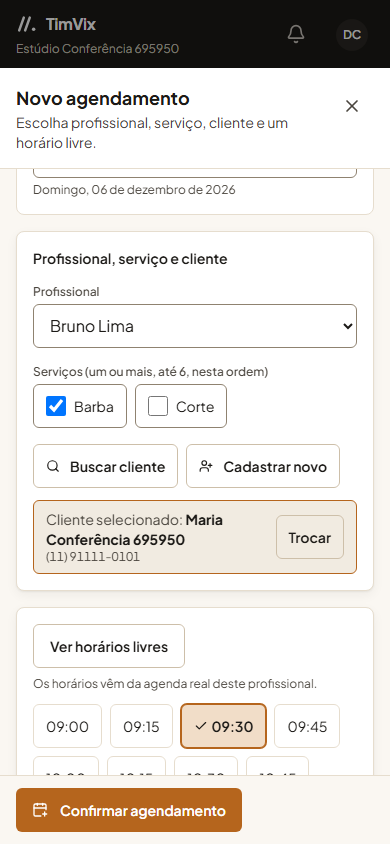 TimVix
Estúdio Conferência 695950
DC
Novo agendamento
Escolha profissional, serviço, cliente e um
horário livre.
Domingo, 06 de dezembro de 2026
Profissional, serviço e cliente
Profissional
Bruno Lima
Serviços (um ou mais, até 6, nesta ordem)
Barba
Corte
Buscar cliente
Cadastrar novo
Cliente selecionado: Maria
Conferência 695950
(11) 91111-0101
Trocar
Ver horários livres
Os horários vêm da agenda real deste profissional.
09:00
09:15
09:30
09:45
Confirmar agendamento